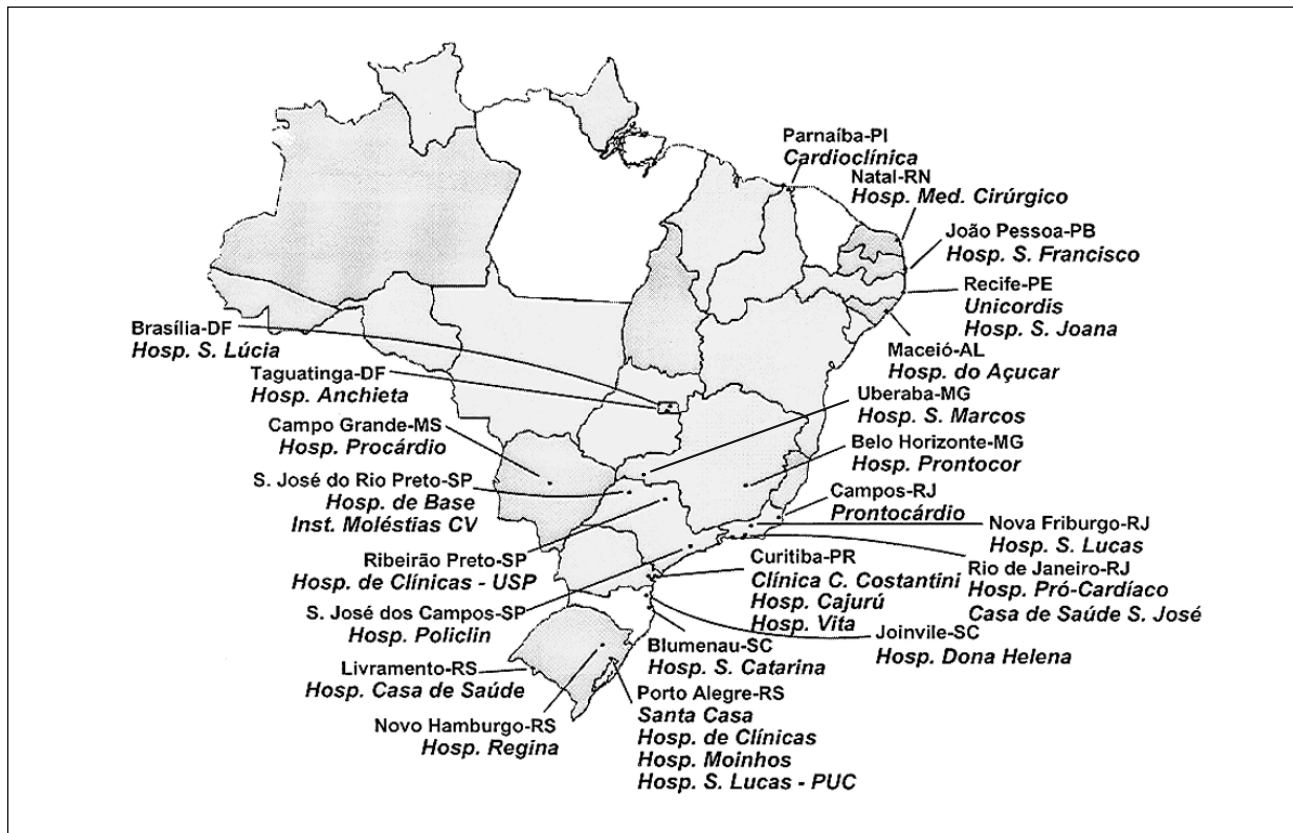 Parnaíba-PI
Cardioclínica
Natal-RN
Hosp. Med. Cirúrgico
João Pessoa-PB
Hosp. S. Francisco
Recife-PE
Unicordis
Hosp. S. Joana
Maceió-AL
Hosp. do Açucar
Uberaba-MG
Hosp. S. Marcos
Belo Horizonte-MG
Hosp. Prontocor
Campos-RJ
Prontocárdio
Nova Friburgo-RJ
Hosp. S. Lucas
Rio de Janeiro-RJ
Hosp. Pró-Cardíaco
Casa de Saúde S. José
Curitiba-PR
Clínica C. Costantini
Hosp. Cajurú
Hosp. Vita
Joinvile-SC
Hosp. Dona Helena
Blumenau-SC
Hosp. S. Catarina
Porto Alegre-RS
Santa Casa
Hosp. de Clínicas
Hosp. Moinhos
Hosp. S. Lucas - PUC
Brasília-DF
Hosp. S. Lúcia
Taguatinga-DF
Hosp. Anchieta
Campo Grande-MS
Hosp. Procárdio
S. José do Rio Preto-SP
Hosp. de Base
Inst. Moléstias CV
Ribeirão Preto-SP
Hosp. de Clínicas - USP
S. José dos Campos-SP
Hosp. Policlin
Livramento-RS
Hosp. Casa de Saúde
Novo Hamburgo-RS
Hosp. Regina